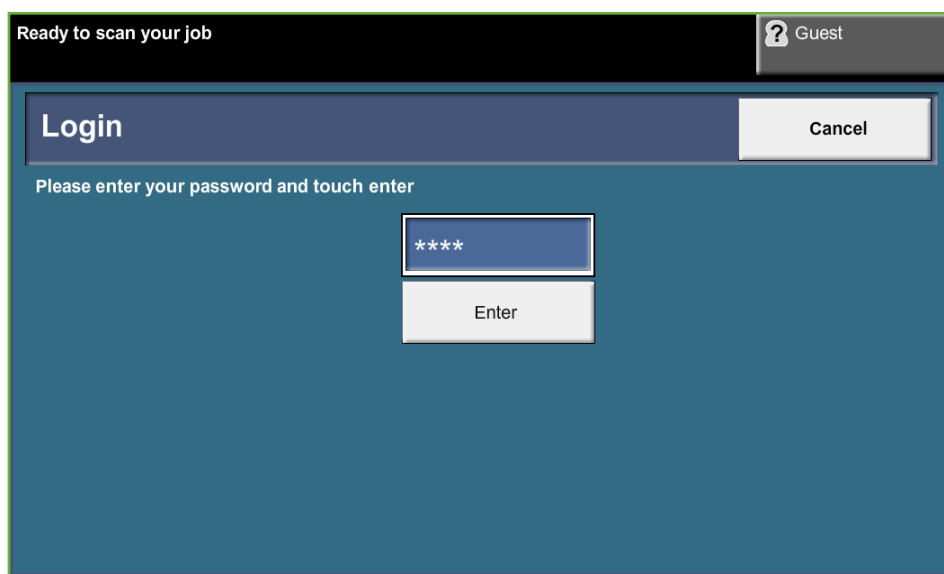 Ready to scan your job
? Guest
Login
Cancel
Please enter your password and touch enter
****
Enter